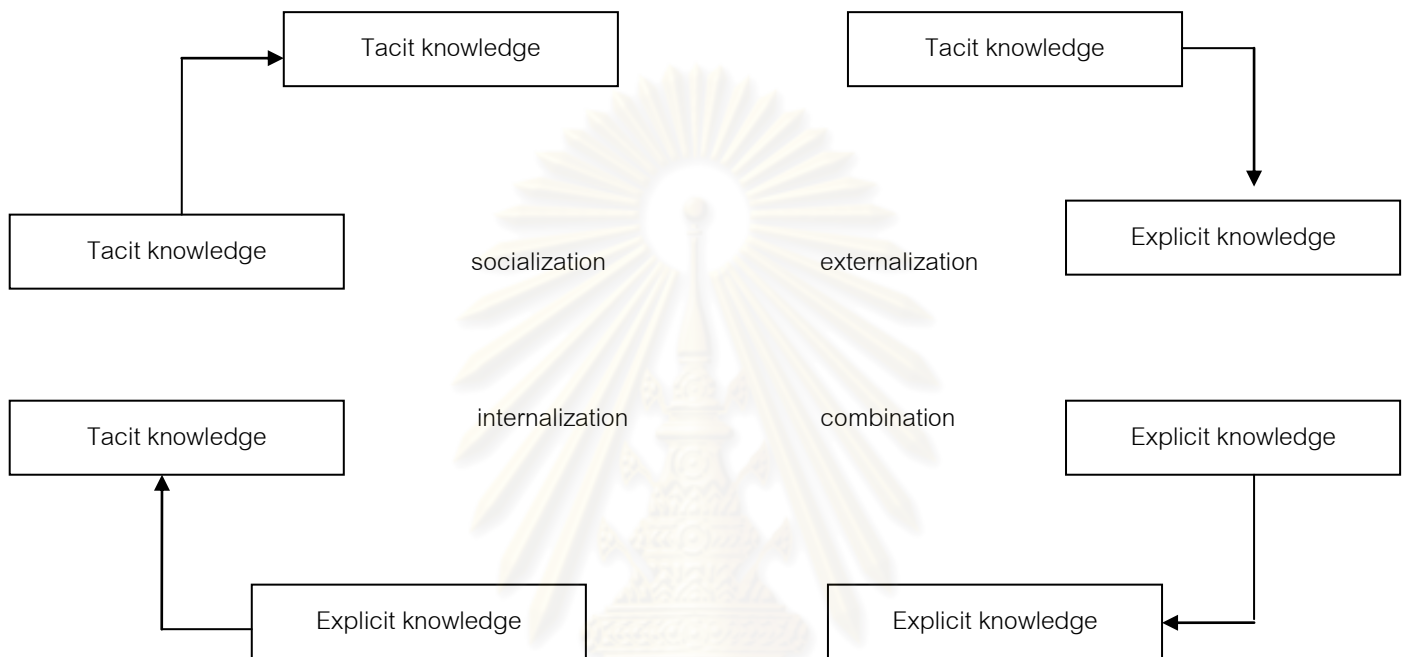 Tacit knowledge
Tacit knowledge
Tacit knowledge
Explicit knowledge
socialization
externalization
Tacit knowledge
internalization
combination
Explicit knowledge
Explicit knowledge
Explicit knowledge